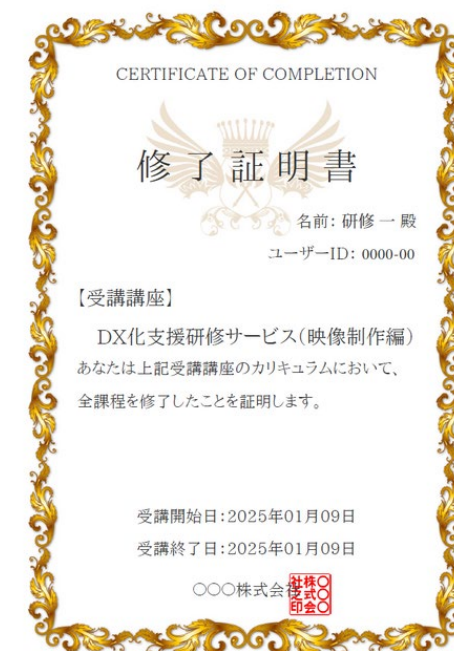 CERTIFICATE OF COMPLETION
修了証明書
名前: 研修 一 殿
ユーザーID: 0000-00
【受講講座】
DX化支援研修サービス(映像制作編)
あなたは上記受講講座のカリキュラムにおいて、
全課程を修了したことを証明します。
受講開始日:2025年01月09日
受講終了日:2025年01月09日
○○○株式会社
株式会社印○○○